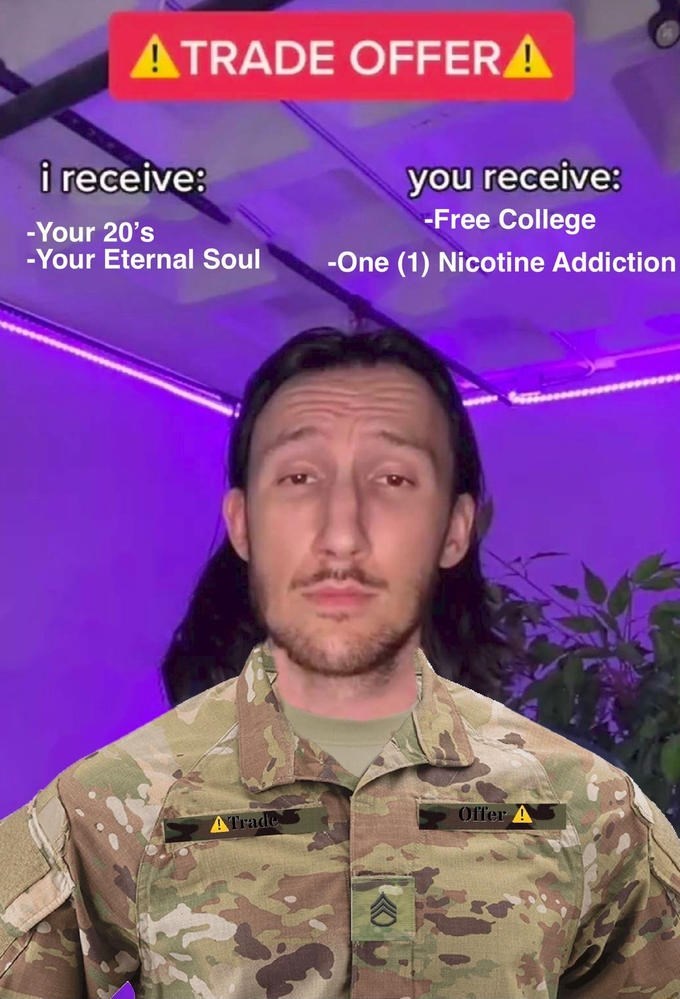 ⚠️TRADE OFFER⚠️
i receive:
you receive:
-Your 20’s
-Your Eternal Soul
-Free College
-One (1) Nicotine Addiction
⚠️Trade
Offer⚠️